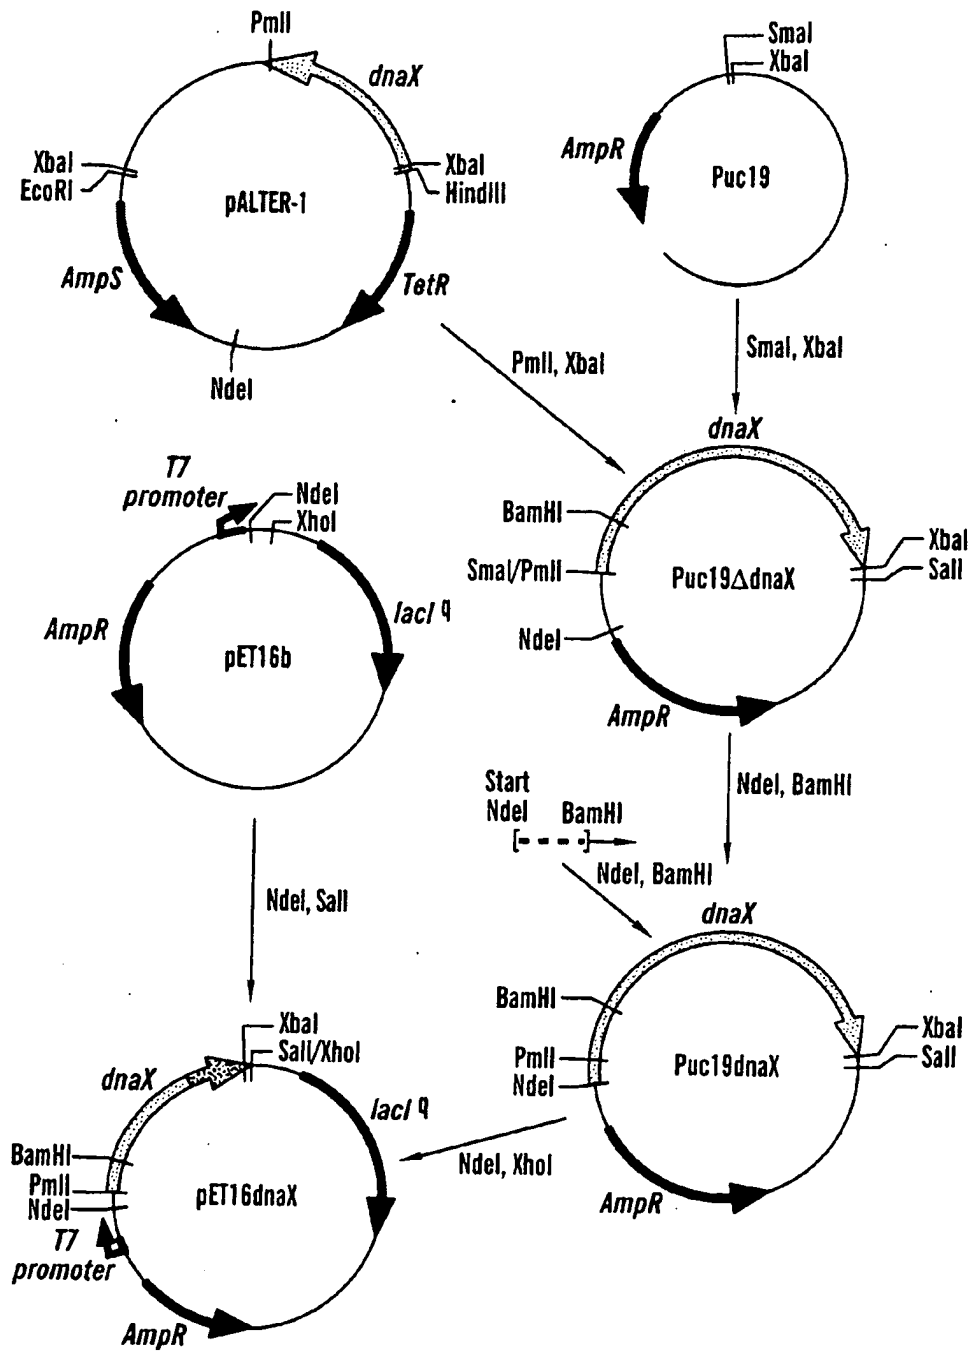 PmlI
dnaX
XbaI
EcoRI
XbaI
HindIII
pALTER-1
AmpS
TetR
NdeI
SmaI
XbaI
AmpR
Puc19
PmlI, XbaI
SmaI, XbaI
T7
promoter
NdeI
XhoI
AmpR
lacI q
pET16b
dnaX
BamHI
SmaI/PmlI
NdeI
XbaI
SalI
Puc19ΔdnaX
AmpR
NdeI, SalI
Start
NdeI BamHI
NdeI, BamHI
NdeI, BamHI
XbaI
SalI/XhoI
dnaX
lacI q
BamHI
PmlI
NdeI
T7
promoter
pET16dnaX
AmpR
NdeI, XhoI
dnaX
BamHI
PmlI
NdeI
XbaI
SalI
Puc19dnaX
AmpR